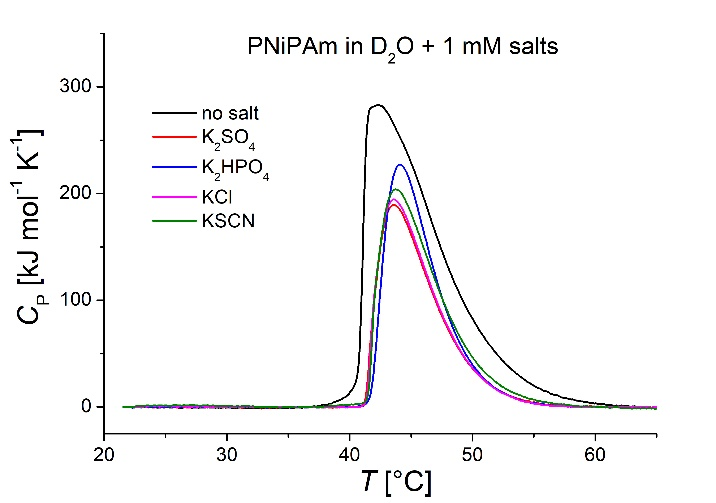 PNiPAm in D₂O + 1 mM salts
300
200
100
0
no salt
K₂SO₄
K₂HPO₄
KCl
KSCN
C_P [kJ mol⁻¹ K⁻¹]
20 30 40 50 60
T [°C]